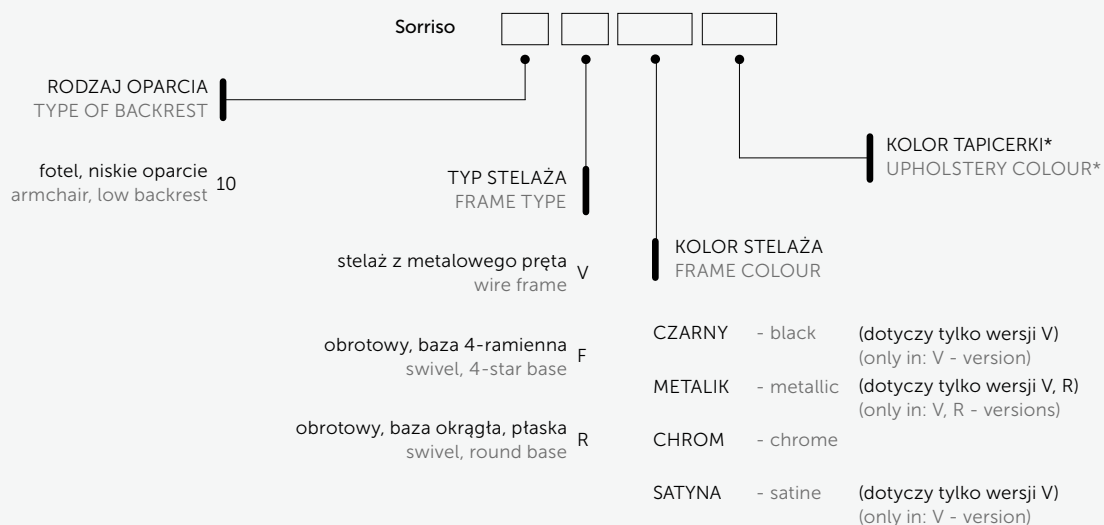 Sorriso
RODZAJ OPARCIA
TYPE OF BACKREST
fotel, niskie oparcie
armchair, low backrest
10
TYP STELAŻA
FRAME TYPE
stelaż z metalowego pręta
wire frame
V
obrotowy, baza 4-ramienna
swivel, 4-star base
F
obrotowy, baza okrągła, płaska
swivel, round base
R
KOLOR STELAŻA
FRAME COLOUR
CZARNY - black (dotyczy tylko wersji V)
(only in: V - version)
METALIK - metallic (dotyczy tylko wersji V, R)
(only in: V, R - versions)
CHROM - chrome
SATYNA - satine (dotyczy tylko wersji V)
(only in: V - version)
KOLOR TAPICERKI*
UPHOLSTERY COLOUR*